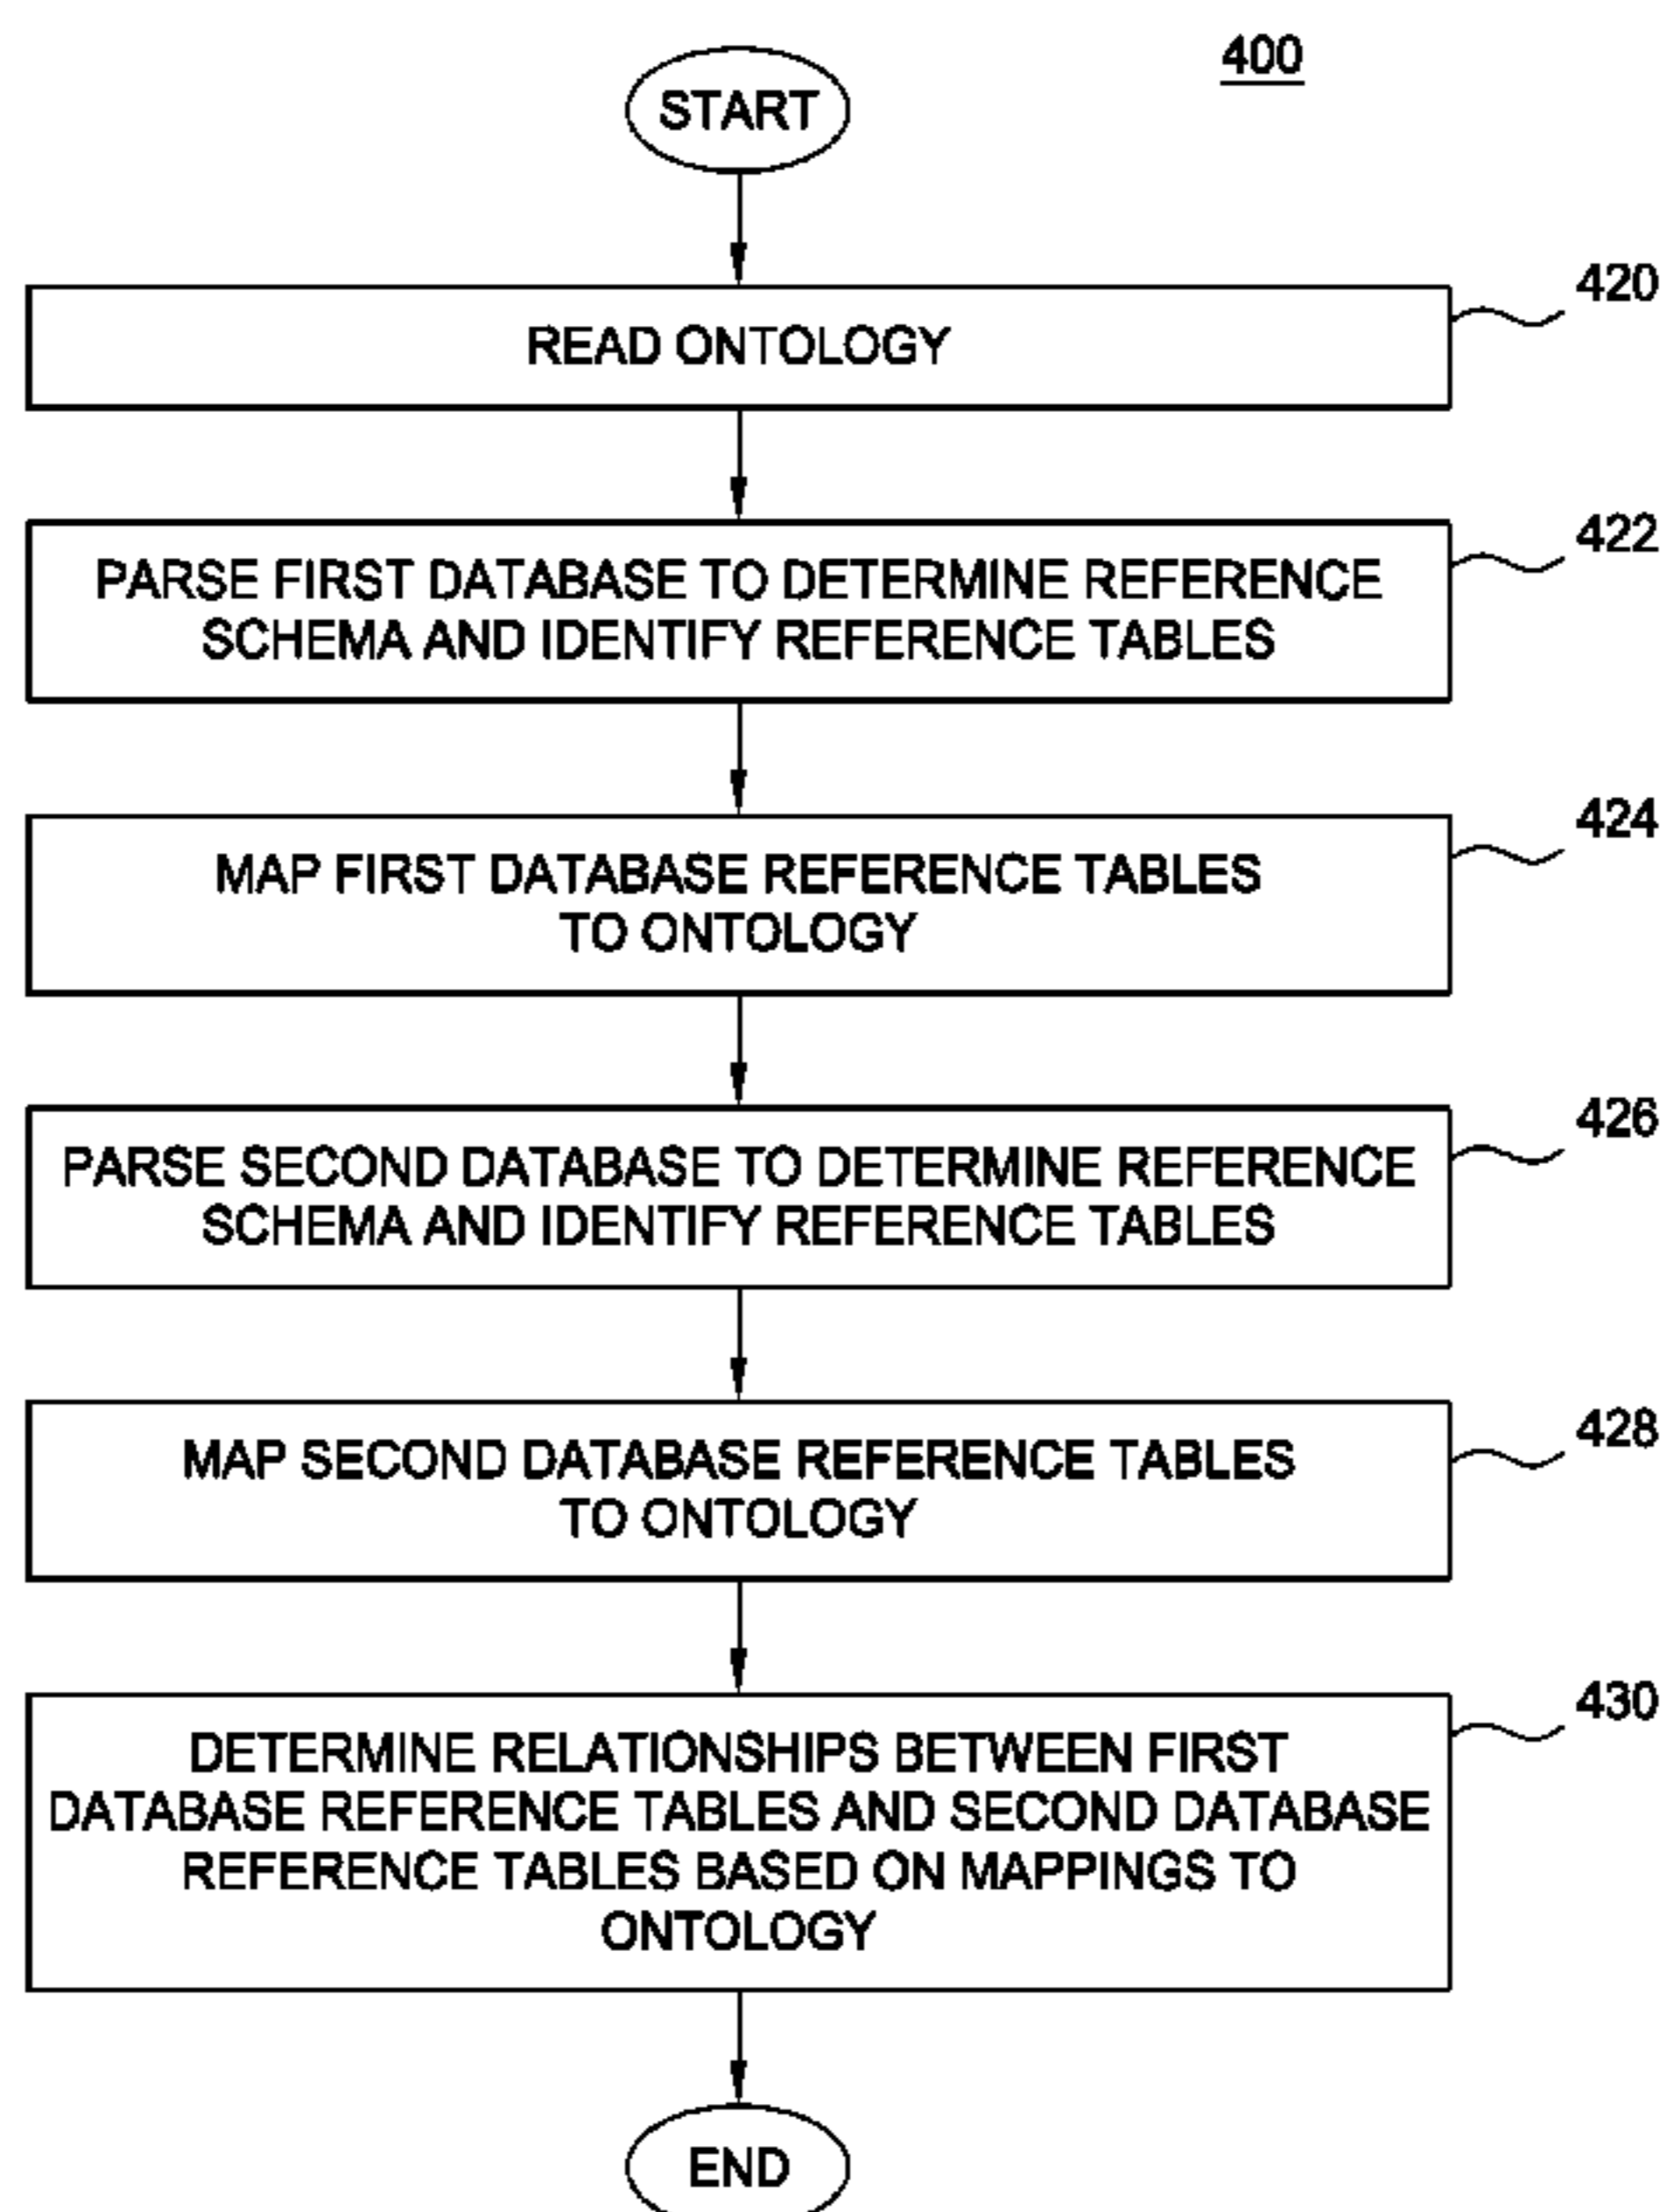 400
START
420
READ ONTOLOGY
422
PARSE FIRST DATABASE TO DETERMINE REFERENCE
SCHEMA AND IDENTIFY REFERENCE TABLES
424
MAP FIRST DATABASE REFERENCE TABLES
TO ONTOLOGY
426
PARSE SECOND DATABASE TO DETERMINE REFERENCE
SCHEMA AND IDENTIFY REFERENCE TABLES
428
MAP SECOND DATABASE REFERENCE TABLES
TO ONTOLOGY
430
DETERMINE RELATIONSHIPS BETWEEN FIRST
DATABASE REFERENCE TABLES AND SECOND DATABASE
REFERENCE TABLES BASED ON MAPPINGS TO
ONTOLOGY
END